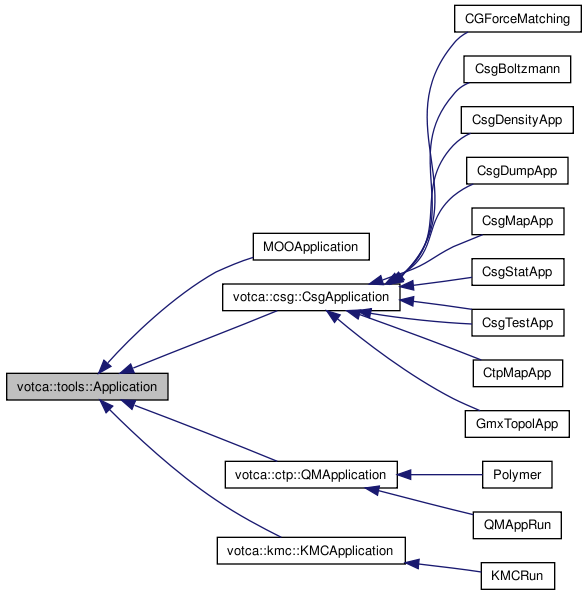 CGForceMatching
CsgBoltzmann
CsgDensityApp
CsgDumpApp
CsgMapApp
MOOApplication
CsgStatApp
votca::csg::CsgApplication
CsgTestApp
CtpMapApp
votca::tools::Application
GmxTopolApp
votca::ctp::QMApplication
Polymer
QMAppRun
votca::kmc::KMCApplication
KMCRun